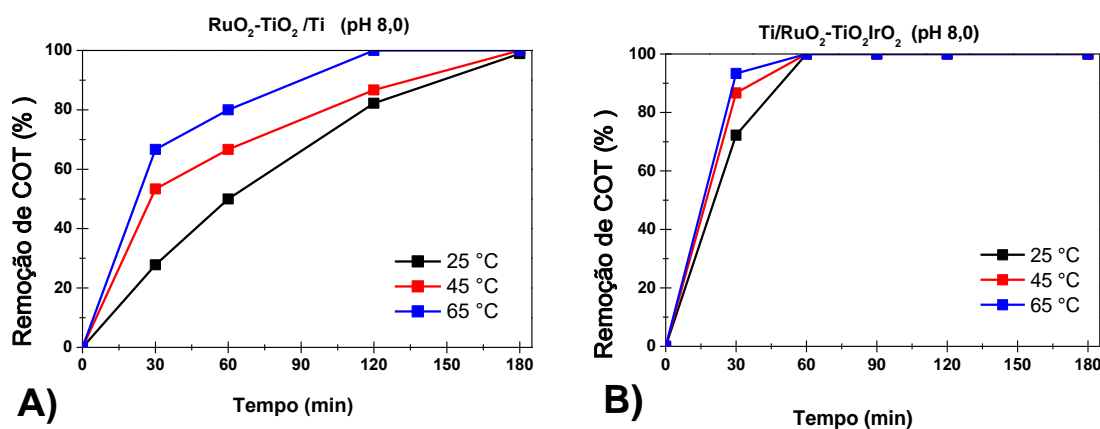 RuO₂-TiO₂ /Ti (pH 8,0)
100
80
60
40
20
0
Remoção de COT (%)
25 °C
45 °C
65 °C
0 30 60 90 120 150 180
Tempo (min)
A)
Ti/RuO₂-TiO₂IrO₂ (pH 8,0)
100
80
60
40
20
0
Remoção de COT (% )
25 °C
45 °C
65 °C
0 30 60 90 120 150 180
Tempo (min)
B)